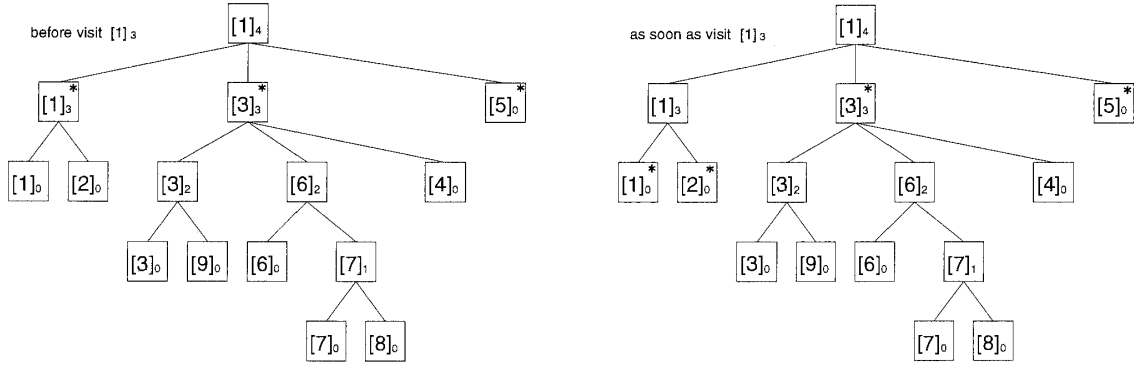 before visit [1]₃
[1]₄
[1]₃* [3]₃* [5]₀*
[1]₀ [2]₀ [3]₂ [6]₂ [4]₀
[3]₀ [9]₀ [6]₀ [7]₁
[7]₀ [8]₀
as soon as visit [1]₃
[1]₄
[1]₃ [3]₃* [5]₀*
[1]₀* [2]₀* [3]₂ [6]₂ [4]₀
[3]₀ [9]₀ [6]₀ [7]₁
[7]₀ [8]₀